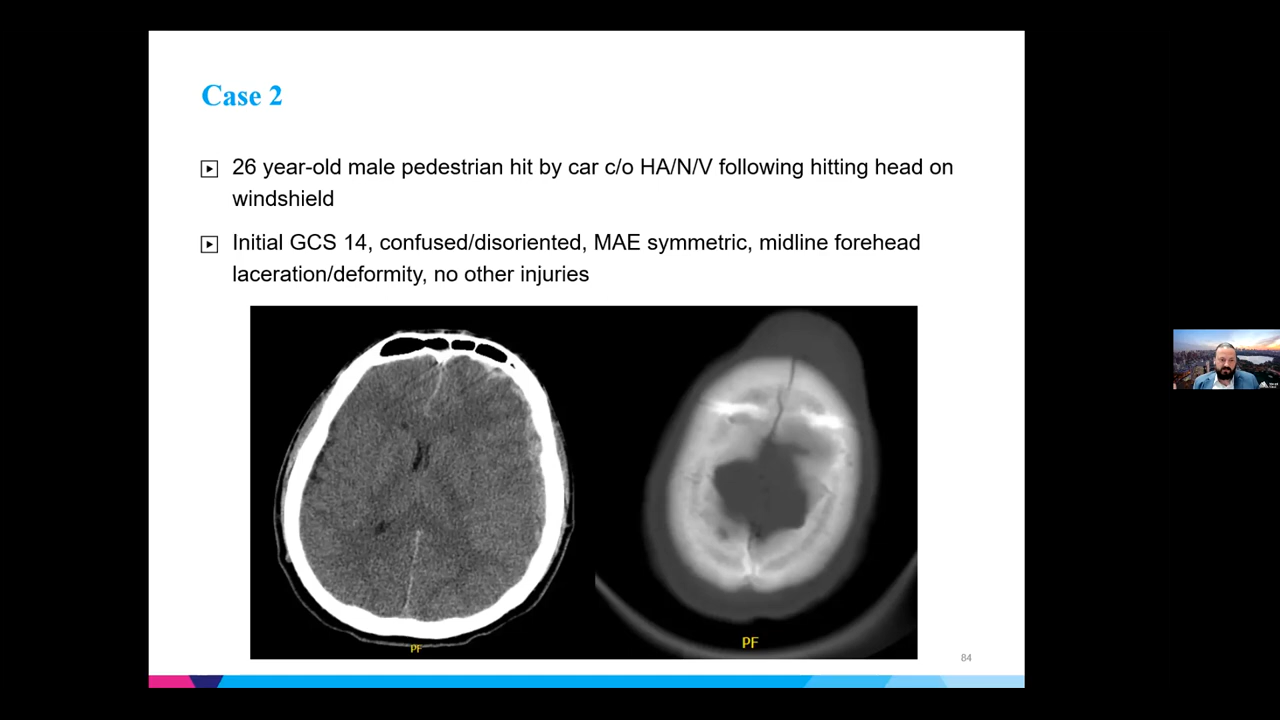 Case 2
26 year-old male pedestrian hit by car c/o HA/N/V following hitting head on
windshield
Initial GCS 14, confused/disoriented, MAE symmetric, midline forehead
laceration/deformity, no other injuries
PF
PF
84